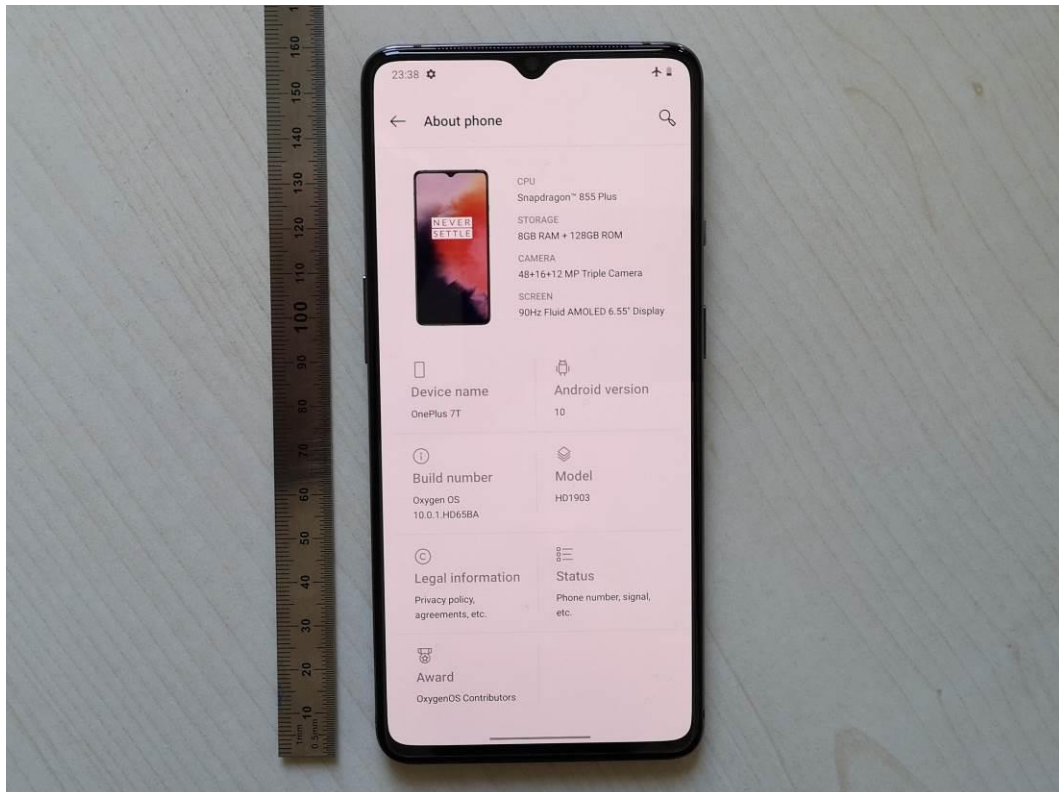 160
150
140
130
120
110
100
90
80
70
60
50
40
30
20
10
1mm
0.5mm
23:38
About phone
NEVER
SETTLE
CPU
Snapdragon™ 855 Plus
STORAGE
8GB RAM + 128GB ROM
CAMERA
48+16+12 MP Triple Camera
SCREEN
90Hz Fluid AMOLED 6.55" Display
Device name
OnePlus 7T
Android version
10
Build number
Oxygen OS
10.0.1.HD65BA
Model
HD1903
Legal information
Privacy policy,
agreements, etc.
Status
Phone number, signal,
etc.
Award
OxygenOS Contributors